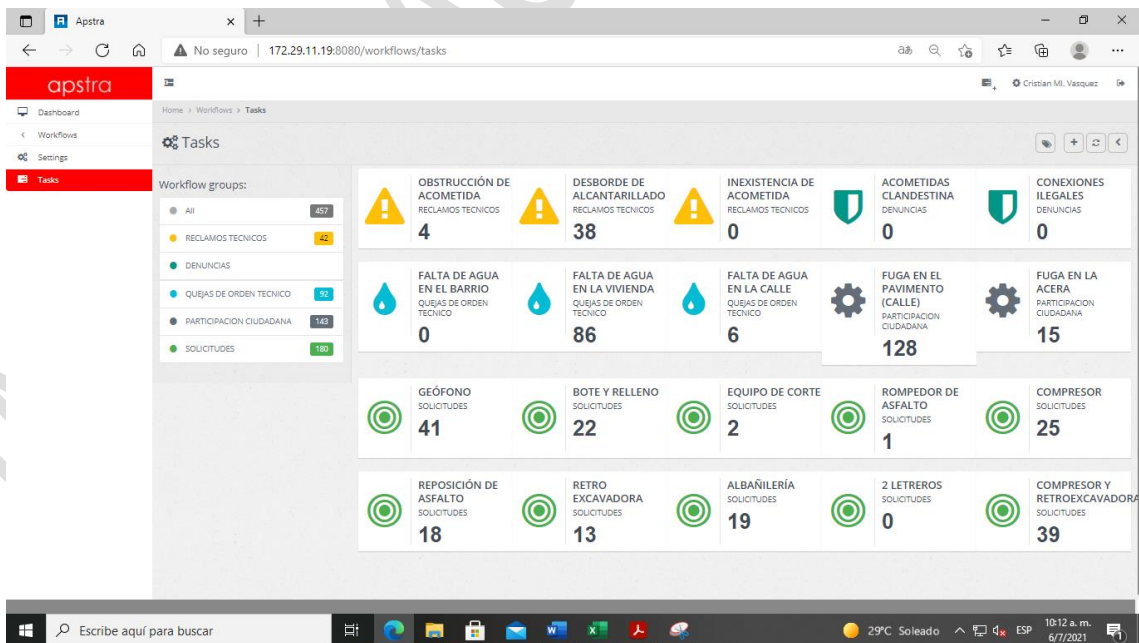 Apstra
No seguro | 172.29.11.19:8080/workflows/tasks
apstra
Cristian Ml. Vasquez
Dashboard
Workflows
Settings
Tasks
Home > Workflows > Tasks
Tasks
Workflow groups:
All 457
RECLAMOS TECNICOS 42
DENUNCIAS
QUEJAS DE ORDEN TECNICO 92
PARTICIPACION CIUDADANA 143
SOLICITUDES 180
OBSTRUCCIÓN DE
ACOMETIDA
RECLAMOS TECNICOS
4
DESBORDE DE
ALCANTARILLADO
RECLAMOS TECNICOS
38
INEXISTENCIA DE
ACOMETIDA
RECLAMOS TECNICOS
0
ACOMETIDAS
CLANDESTINA
DENUNCIAS
0
CONEXIONES
ILEGALES
DENUNCIAS
0
FALTA DE AGUA
EN EL BARRIO
QUEJAS DE ORDEN
TECNICO
0
FALTA DE AGUA
EN LA VIVIENDA
QUEJAS DE ORDEN
TECNICO
86
FALTA DE AGUA
EN LA CALLE
QUEJAS DE ORDEN
TECNICO
6
FUGA EN EL
PAVIMENTO
(CALLE)
PARTICIPACION
CIUDADANA
128
FUGA EN LA
ACERA
PARTICIPACION
CIUDADANA
15
GEÓFONO
SOLICITUDES
41
BOTE Y RELLENO
SOLICITUDES
22
EQUIPO DE CORTE
SOLICITUDES
2
ROMPEDOR DE
ASFALTO
SOLICITUDES
1
COMPRESOR
SOLICITUDES
25
REPOSICIÓN DE
ASFALTO
SOLICITUDES
18
RETRO
EXCAVADORA
SOLICITUDES
13
ALBAÑILERÍA
SOLICITUDES
19
2 LETREROS
SOLICITUDES
0
COMPRESOR Y
RETROEXCAVADORA
SOLICITUDES
39
Escribe aquí para buscar
29°C Soleado
ESP
10:12 a. m.
6/7/2021